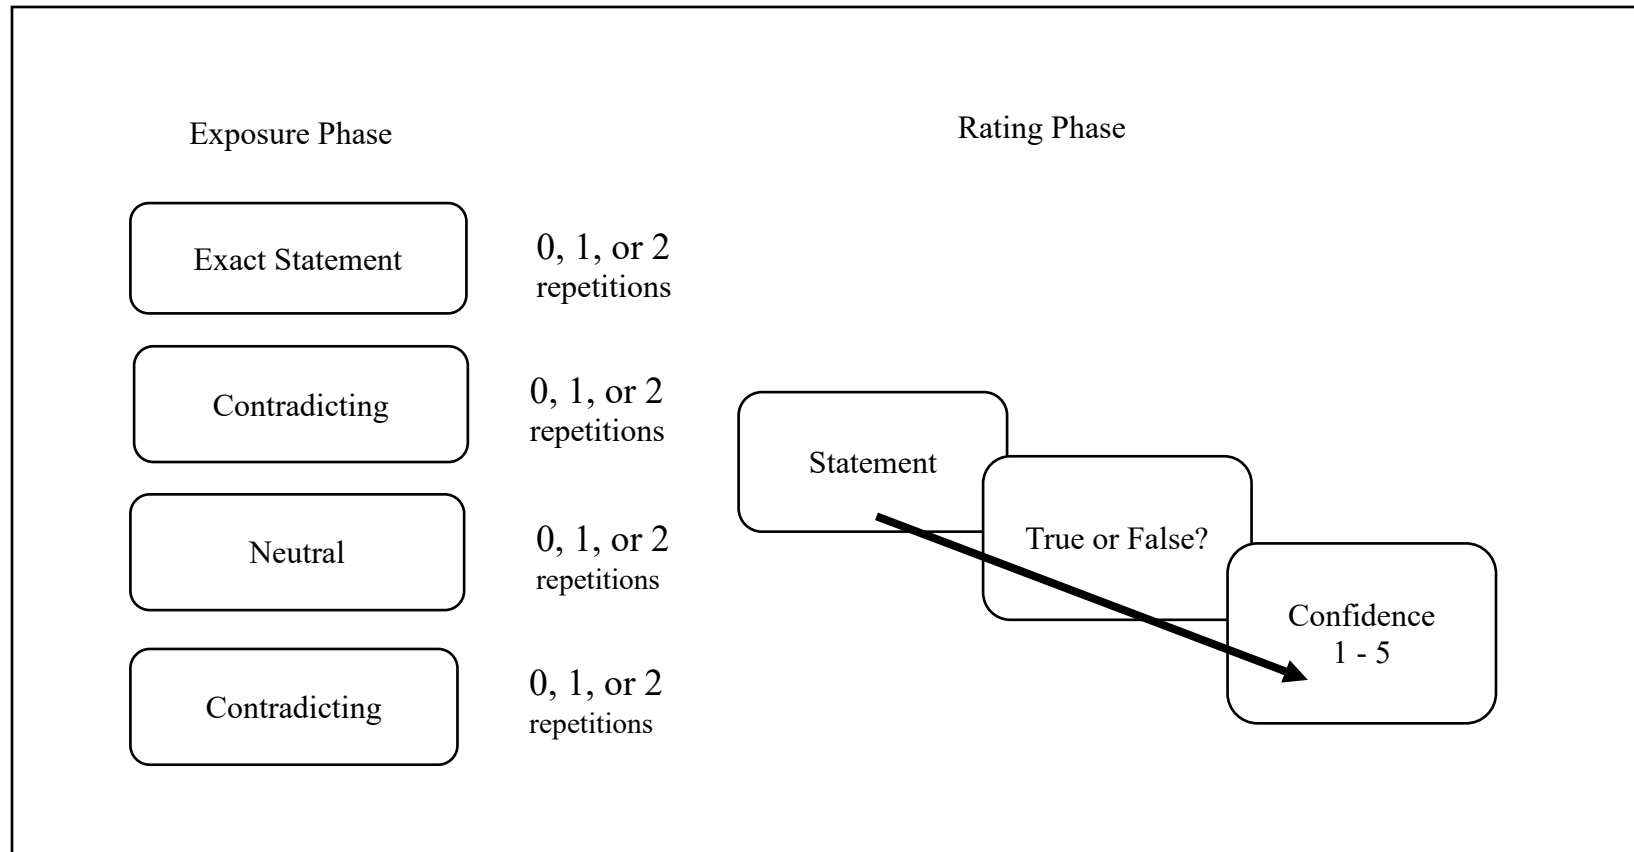 Exposure Phase
Exact Statement
0, 1, or 2
repetitions
Contradicting
0, 1, or 2
repetitions
Neutral
0, 1, or 2
repetitions
Contradicting
0, 1, or 2
repetitions
Rating Phase
Statement
True or False?
Confidence
1 - 5